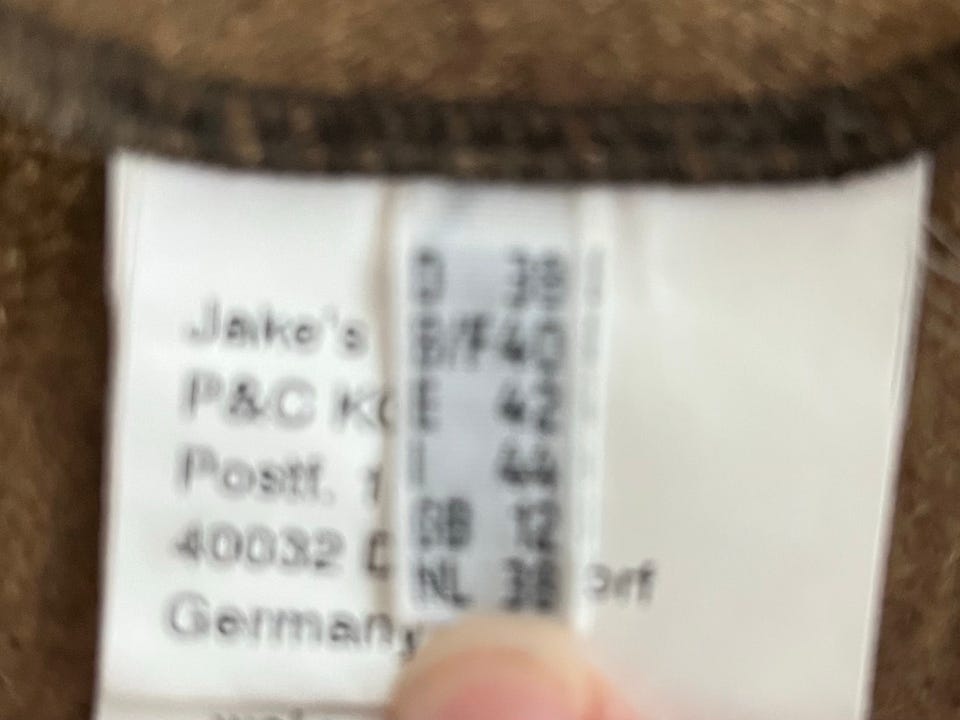 Jake's
P&C
Postf.
40032
Germany
D 38
B/F 40
E 42
I 44
GB 12
NL 38